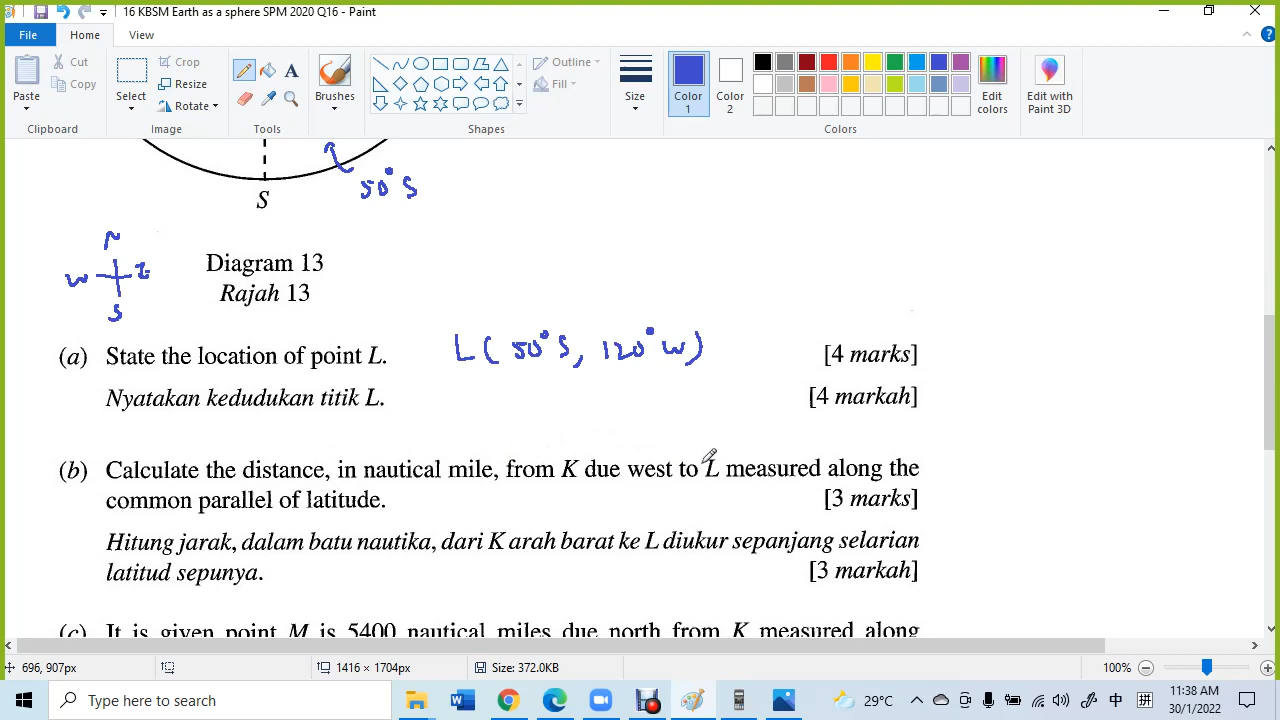 16 KBSM Earth as a sphere SPM 2020 Q16 - Paint
File Home View
Paste Cut Copy Select Crop Resize Rotate A Brushes Outline Fill Size Color 1 Color 2 Edit colors Edit with Paint 3D
Clipboard Image Tools Shapes Colors
50° S
S
N
W E
S
Diagram 13
Rajah 13
(a) State the location of point L. L ( 50° S, 120° W ) [4 marks]
Nyatakan kedudukan titik L. [4 markah]
(b) Calculate the distance, in nautical mile, from K due west to L measured along the
common parallel of latitude. [3 marks]
Hitung jarak, dalam batu nautika, dari K arah barat ke L diukur sepanjang selarian
latitud sepunya. [3 markah]
(c) It is given point M is 5400 nautical miles due north from K measured along
696, 907px 1416 × 1704px Size: 372.0KB 100%
Type here to search 29°C 中 拼 11:38 AM
30/1/2022